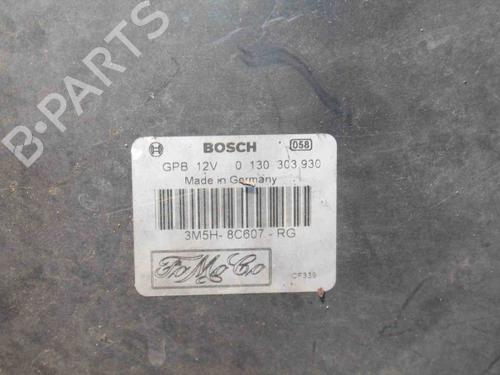 BOSCH 058
GPB 12V 0 130 303 930
Made in Germany
3M5H-8C607-RG
FoMoCo
CF339
B-PARTS